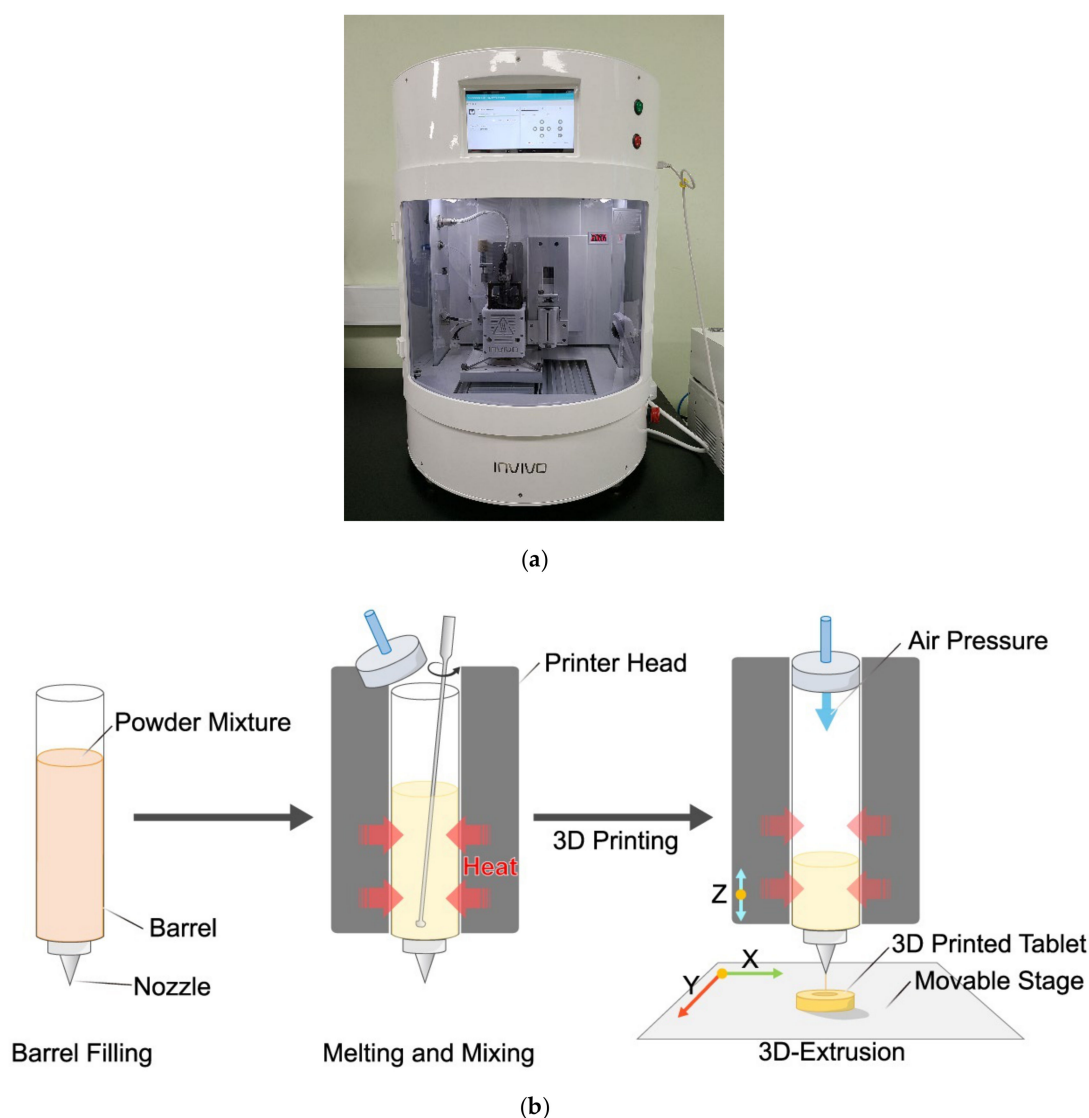 INVIVO
INVIVO
(a)
Powder Mixture
Barrel
Nozzle
Barrel Filling
Printer Head
Heat
Melting and Mixing
3D Printing
Air Pressure
Z
X
Y
3D Printed Tablet
Movable Stage
3D-Extrusion
(b)